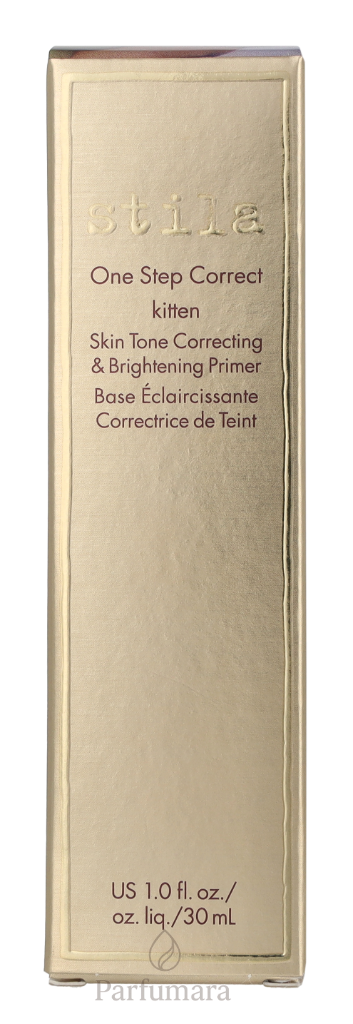 stila
One Step Correct
kitten
Skin Tone Correcting
& Brightening Primer
Base Éclaircissante
Correctrice de Teint
US 1.0 fl. oz./
oz. liq./30 mL
Parfumara